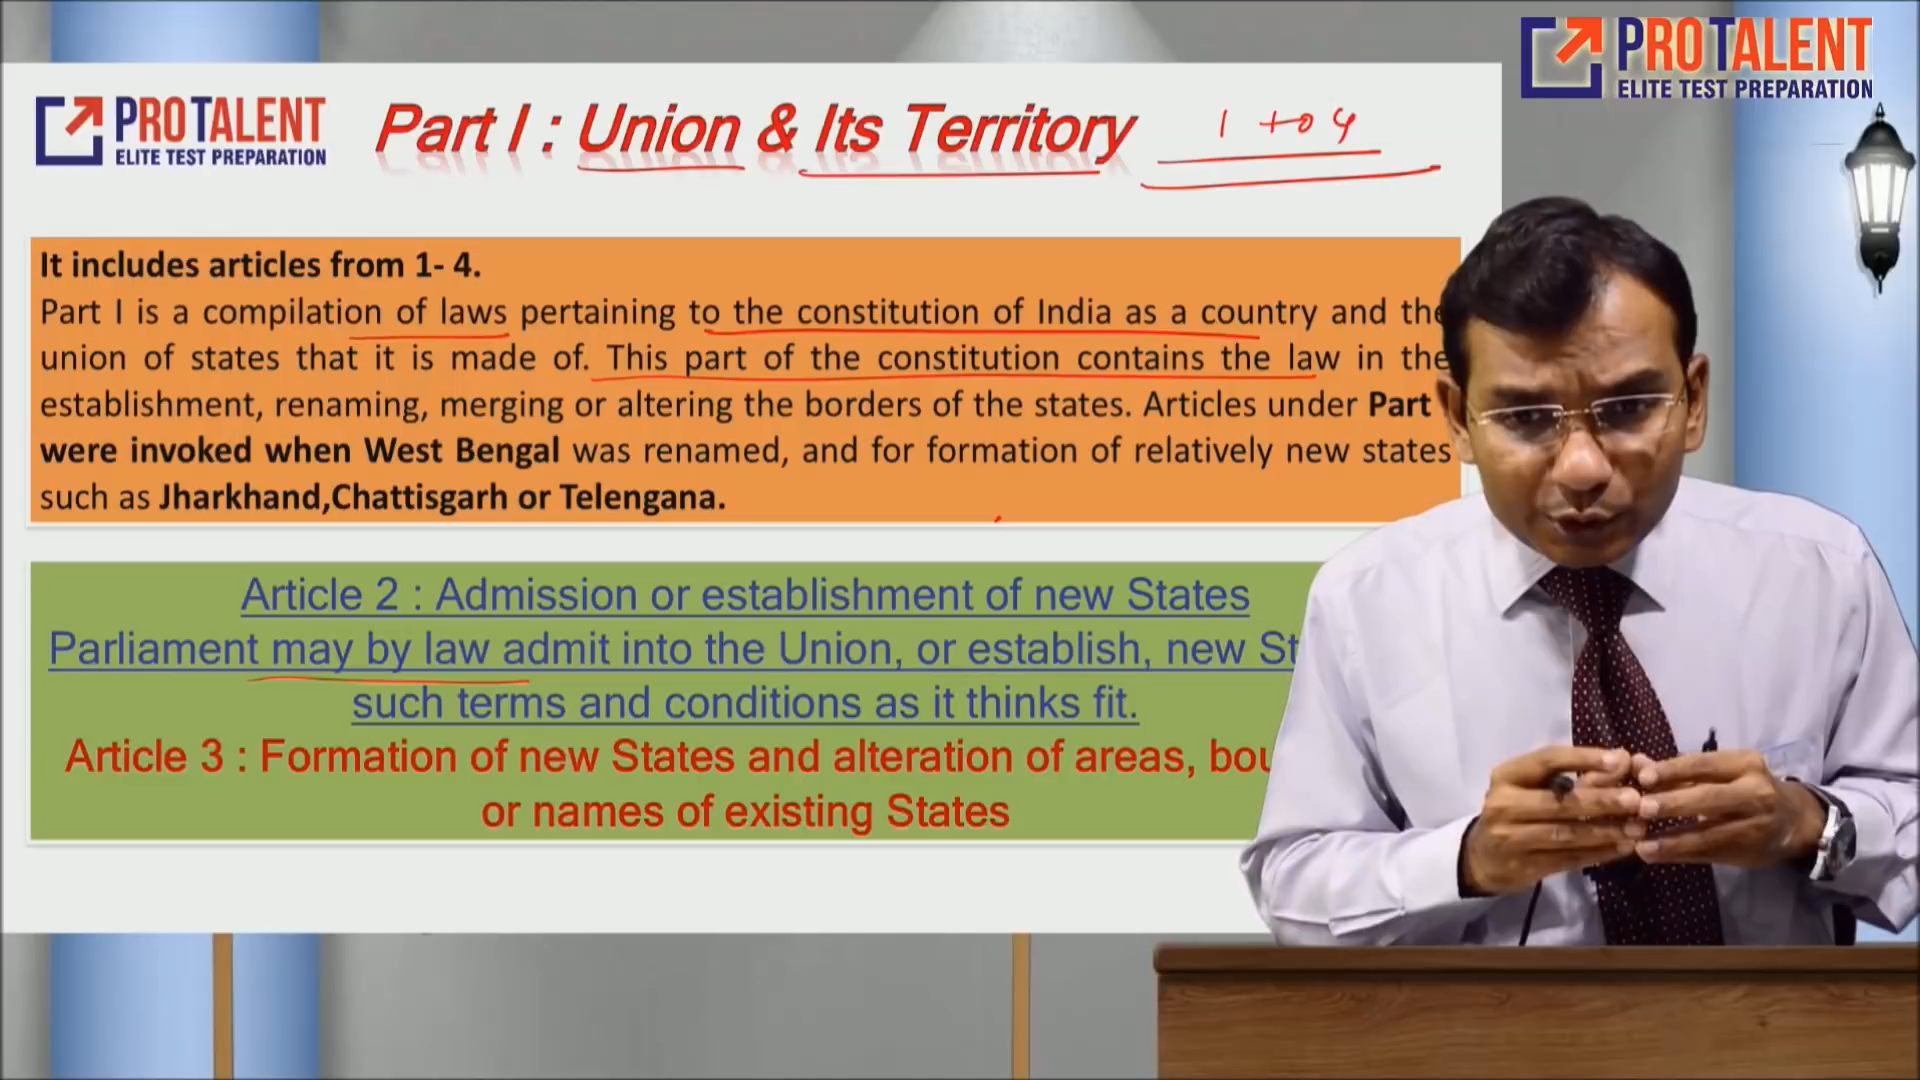 PROTALENT
ELITE TEST PREPARATION
PROTALENT
ELITE TEST PREPARATION
Part I : Union & Its Territory 1 to 4
It includes articles from 1- 4.
Part I is a compilation of laws pertaining to the constitution of India as a country and the
union of states that it is made of. This part of the constitution contains the law in the
establishment, renaming, merging or altering the borders of the states. Articles under Part
were invoked when West Bengal was renamed, and for formation of relatively new states
such as Jharkhand,Chattisgarh or Telengana.
Article 2 : Admission or establishment of new States
Parliament may by law admit into the Union, or establish, new St
such terms and conditions as it thinks fit.
Article 3 : Formation of new States and alteration of areas, bou
or names of existing States